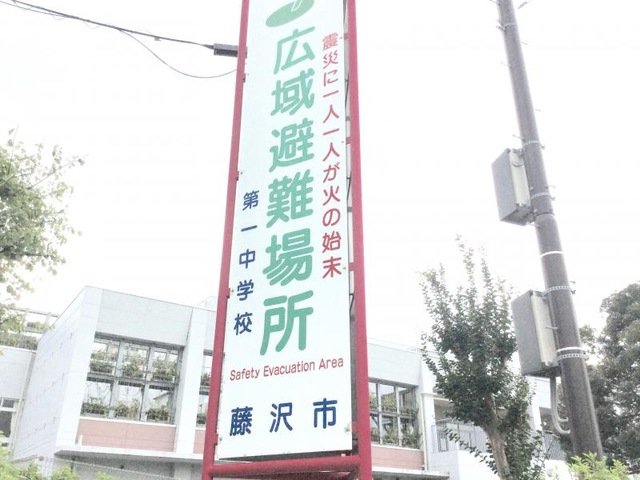 震災に一人一人が火の始末
広域避難場所
第一中学校
Safety Evacuation Area
藤沢市